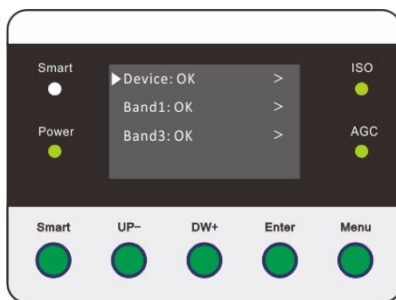 Smart
ISO
Device: OK >
Band1: OK >
Band3: OK >
Power
AGC
Smart UP- DW+ Enter Menu